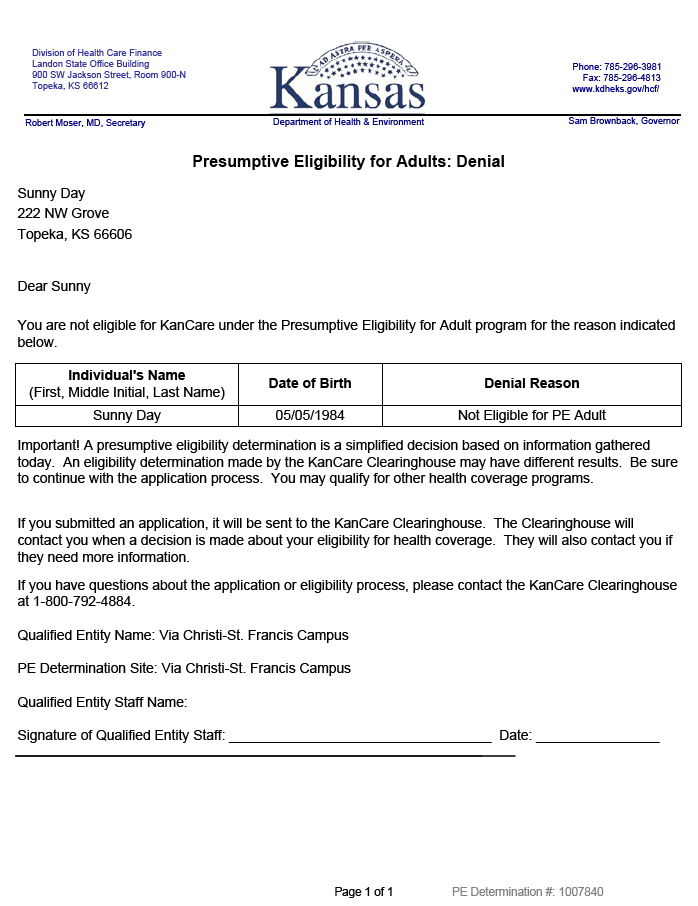 Division of Health Care Finance
Landon State Office Building
900 SW Jackson Street, Room 900-N
Topeka, KS 66612
AD ASTRA PER ASPERA
Kansas
Phone: 785-296-3981
Fax: 785-296-4813
www.kdheks.gov/hcf/
Robert Moser, MD, Secretary
Department of Health & Environment
Sam Brownback, Governor
Presumptive Eligibility for Adults: Denial
Sunny Day
222 NW Grove
Topeka, KS 66606
Dear Sunny
You are not eligible for KanCare under the Presumptive Eligibility for Adult program for the reason indicated
below.
Individual's Name
(First, Middle Initial, Last Name)
Date of Birth
Denial Reason
Sunny Day
05/05/1984
Not Eligible for PE Adult
Important! A presumptive eligibility determination is a simplified decision based on information gathered
today.  An eligibility determination made by the KanCare Clearinghouse may have different results.  Be sure
to continue with the application process.  You may qualify for other health coverage programs.
If you submitted an application, it will be sent to the KanCare Clearinghouse.  The Clearinghouse will
contact you when a decision is made about your eligibility for health coverage.  They will also contact you if
they need more information.
If you have questions about the application or eligibility process, please contact the KanCare Clearinghouse
at 1-800-792-4884.
Qualified Entity Name: Via Christi-St. Francis Campus
PE Determination Site: Via Christi-St. Francis Campus
Qualified Entity Staff Name:
Signature of Qualified Entity Staff: __________________________________ Date: ________________
Page 1 of 1
PE Determination #: 1007840